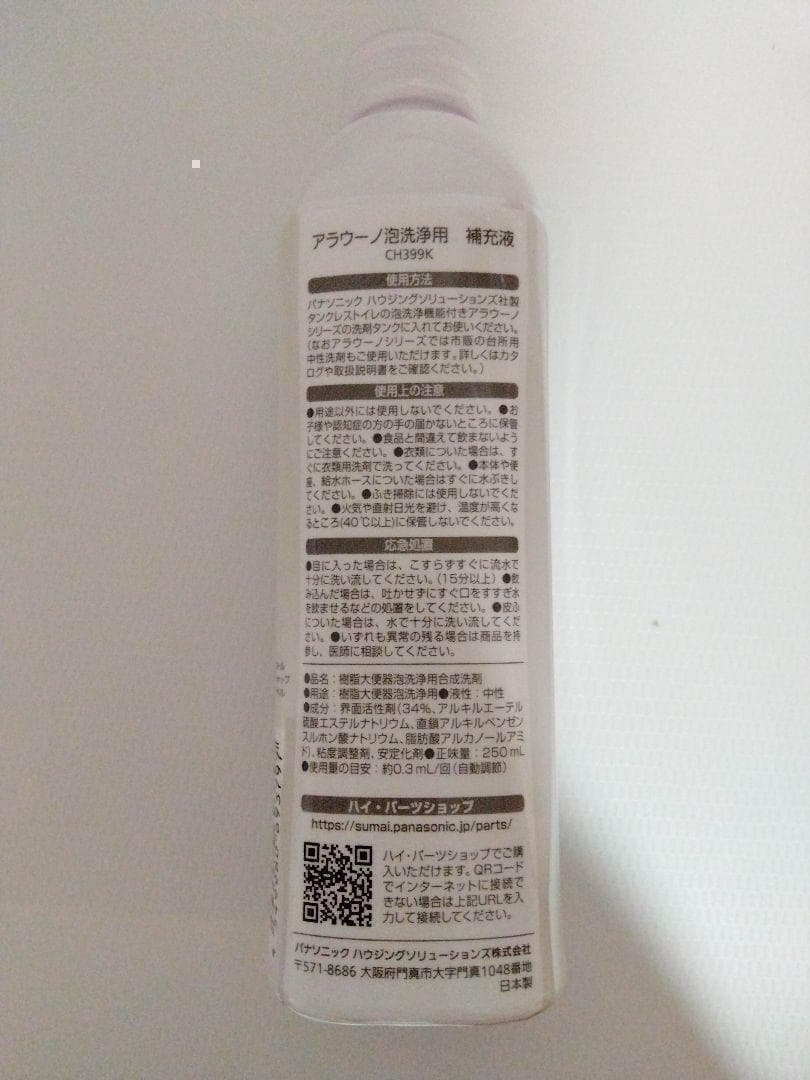 アラウーノ泡洗浄用 補充液
CH399K
使用方法
パナソニック ハウジングソリューションズ社製
タンクレストイレの泡洗浄機能付きアラウーノ
シリーズの洗剤タンクに入れてお使いください。
(なおアラウーノシリーズでは市販の台所用
中性洗剤もご使用いただけます。詳しくはカタ
ログや取扱説明書をご確認ください。)
使用上の注意
●用途以外には使用しないでください。●お
子様や認知症の方の手の届かないところに保管
してください。●食品と間違えて飲まないよう
にご注意ください。●衣類についた場合は、す
ぐに衣類用洗剤で洗ってください。●本体や便
座、給水ホースについた場合はすぐに水ぶきし
てください。●ふき掃除には使用しないでくだ
さい。●火気や直射日光を避け、温度が高くな
るところ(40℃以上)に保管しないでください。
応急処置
●目に入った場合は、こすらずすぐに流水で
十分に洗い流してください。(15分以上)●飲
み込んだ場合は、吐かせずにすぐ口をすすぎ水
を飲ませるなどの処置をしてください。●皮ふ
についた場合は、水で十分に洗い流してくだ
さい。●いずれも異常の残る場合は商品を持
参し、医師に相談してください。
●品名：樹脂大便器泡洗浄用合成洗剤
●用途：樹脂大便器泡洗浄用●液性：中性
●成分：界面活性剤(34%、アルキルエーテル
硫酸エステルナトリウム、直鎖アルキルベンゼン
スルホン酸ナトリウム、脂肪酸アルカノールアミ
ド)、粘度調整剤、安定化剤●正味量：250mL
●使用量の目安：約0.3mL/回(自動調節)
ハイ・パーツショップ
https://sumai.panasonic.jp/parts/
ハイ・パーツショップでご購
入いただけます。QRコード
でインターネットに接続で
きない場合は上記URLを入
力して接続してください。
パナソニック ハウジングソリューションズ株式会社
〒571-8686 大阪府門真市大字門真1048番地
日本製